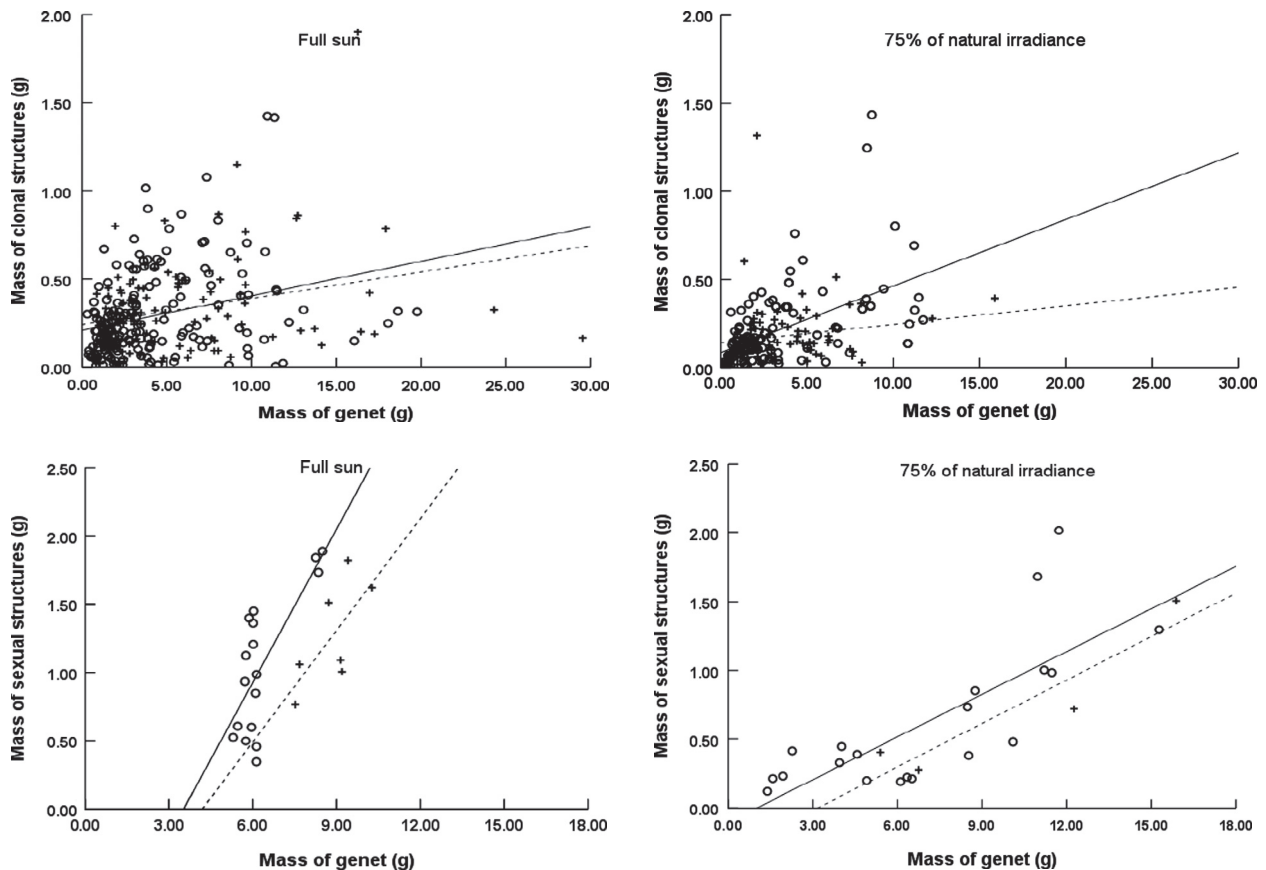 Full sun
Mass of clonal structures (g)
2.00
1.50
1.00
0.50
0.00
0.00 5.00 10.00 15.00 20.00 25.00 30.00
Mass of genet (g)
75% of natural irradiance
Mass of clonal structures (g)
2.00
1.50
1.00
0.50
0.00
0.00 5.00 10.00 15.00 20.00 25.00 30.00
Mass of genet (g)
Full sun
Mass of sexual structures (g)
2.50
2.00
1.50
1.00
0.50
0.00
0.00 3.00 6.00 9.00 12.00 15.00 18.00
Mass of genet (g)
75% of natural irradiance
Mass of sexual structures (g)
2.50
2.00
1.50
1.00
0.50
0.00
0.00 3.00 6.00 9.00 12.00 15.00 18.00
Mass of genet (g)